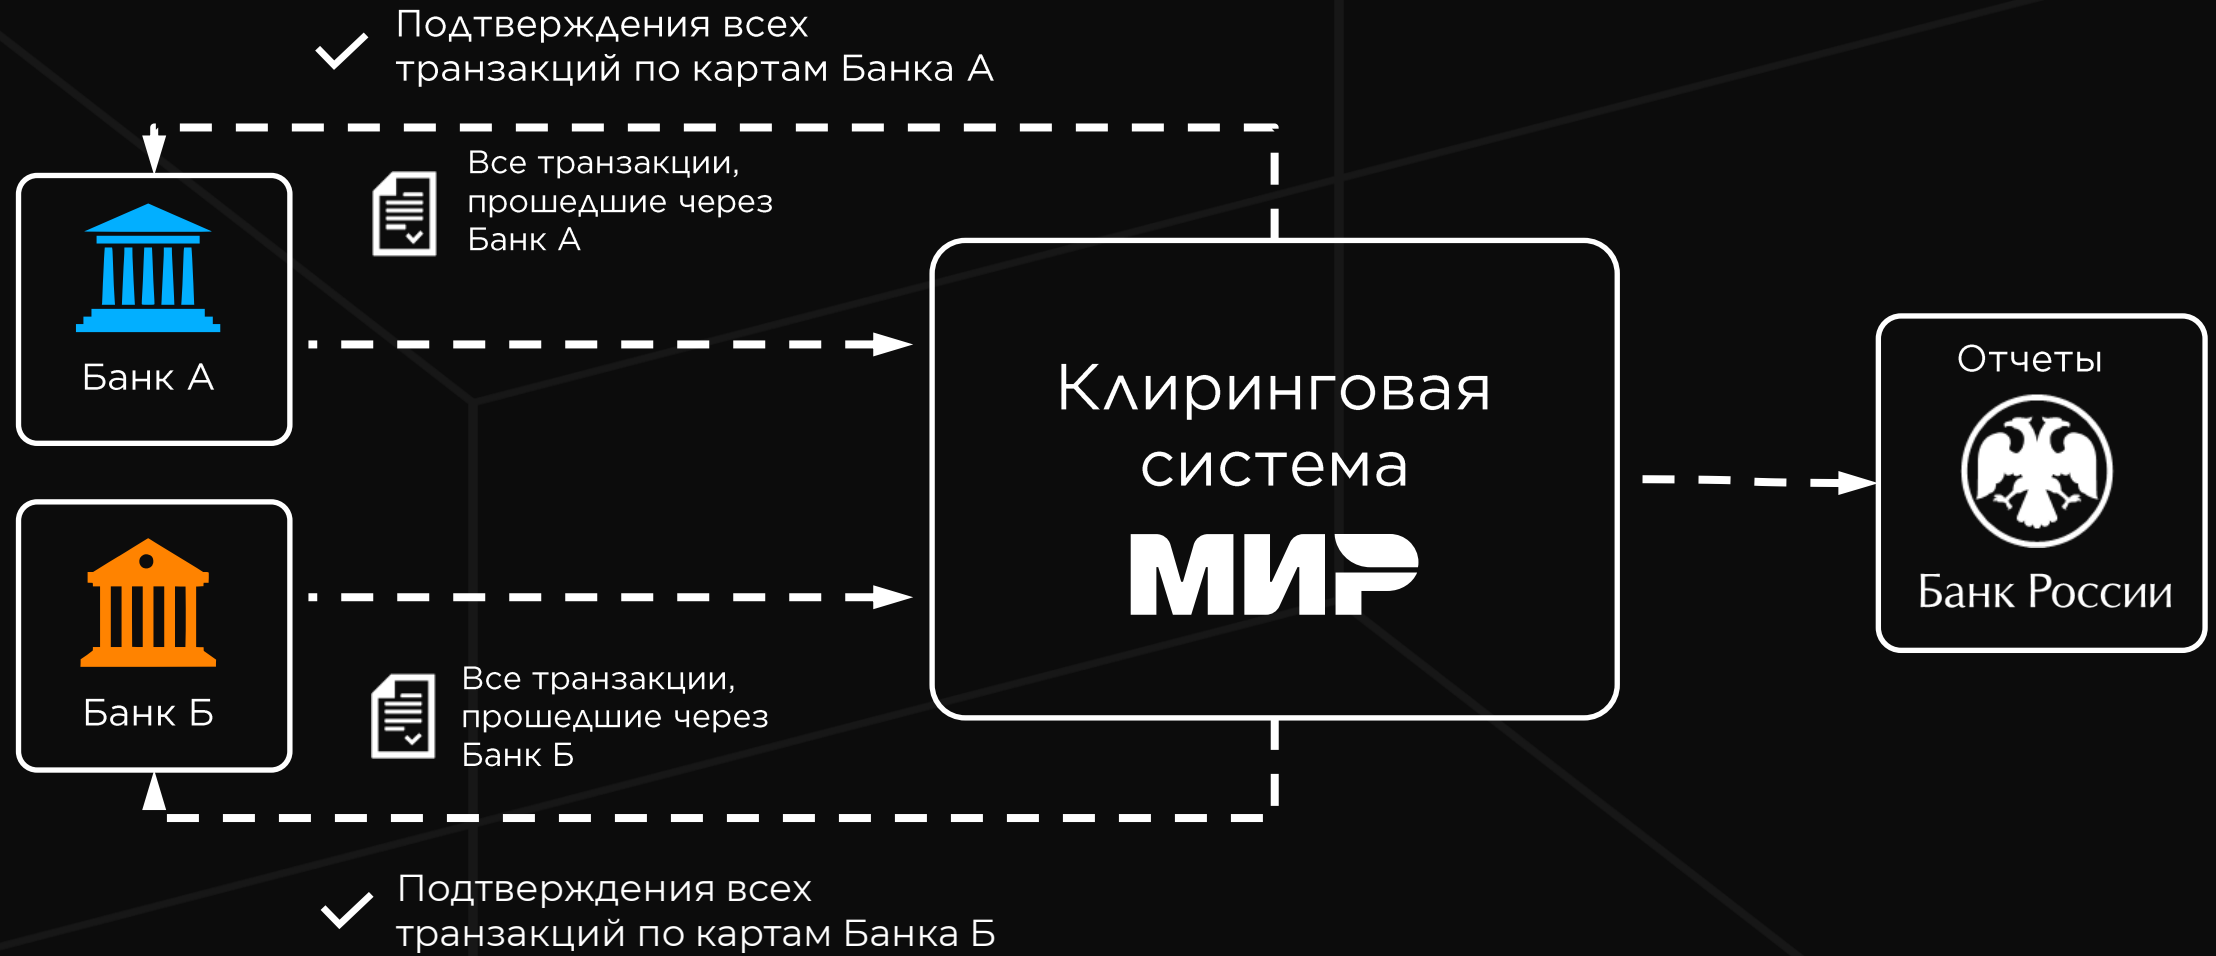 Подтверждения всех
транзакций по картам Банка А
Все транзакции,
прошедшие через
Банк А
Банк А
Клиринговая
система
МИР
Отчеты
Банк России
Банк Б
Все транзакции,
прошедшие через
Банк Б
Подтверждения всех
транзакций по картам Банка Б